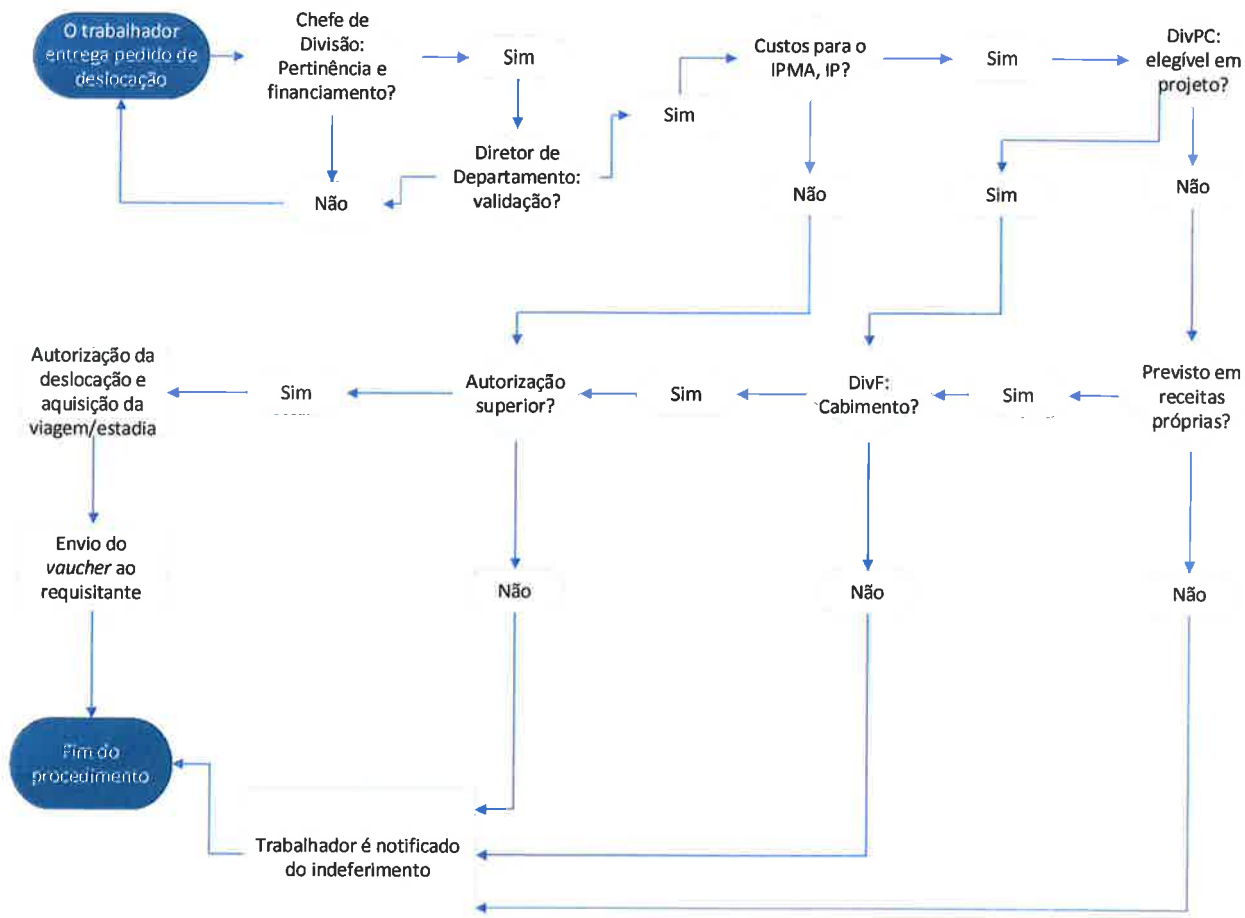 O trabalhador
entrega pedido de
deslocação
Chefe de
Divisão:
Pertinência e
financiamento?
Sim
Não
Diretor de
Departamento:
validação?
Sim
Custos para o
IPMA, IP?
Sim
Não
DivPC:
elegível em
projeto?
Sim
Não
Autorização da
deslocação e
aquisição da
viagem/estadia
Sim
Autorização
superior?
Sim
DivF:
Cabimento?
Sim
Previsto em
receitas
próprias?
Envio do
vaucher ao
requisitante
Não
Não
Não
Fim do
procedimento
Trabalhador é notificado
do indeferimento